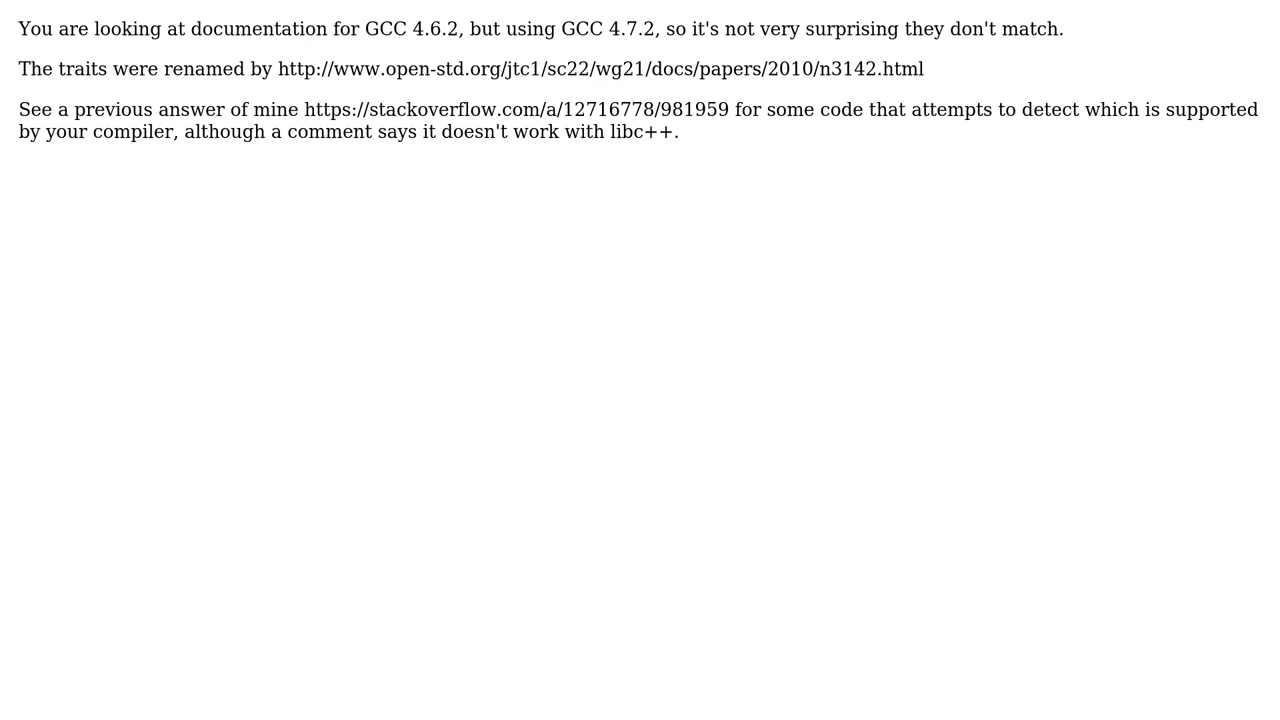 You are looking at documentation for GCC 4.6.2, but using GCC 4.7.2, so it's not very surprising they don't match.
The traits were renamed by http://www.open-std.org/jtc1/sc22/wg21/docs/papers/2010/n3142.html
See a previous answer of mine https://stackoverflow.com/a/12716778/981959 for some code that attempts to detect which is supported
by your compiler, although a comment says it doesn't work with libc++.